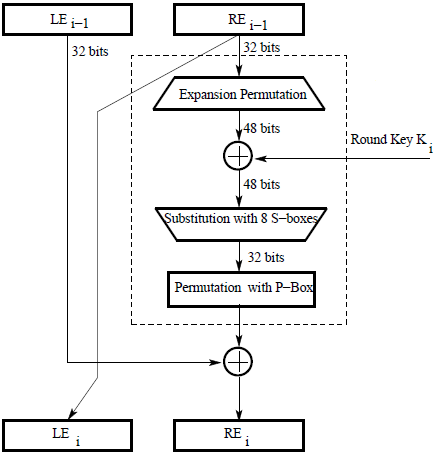 LE i−1
RE i−1
32 bits
32 bits
Expansion Permutation
48 bits
Round Key K i
48 bits
Substitution with 8 S−boxes
32 bits
Permutation with P−Box
LE i
RE i